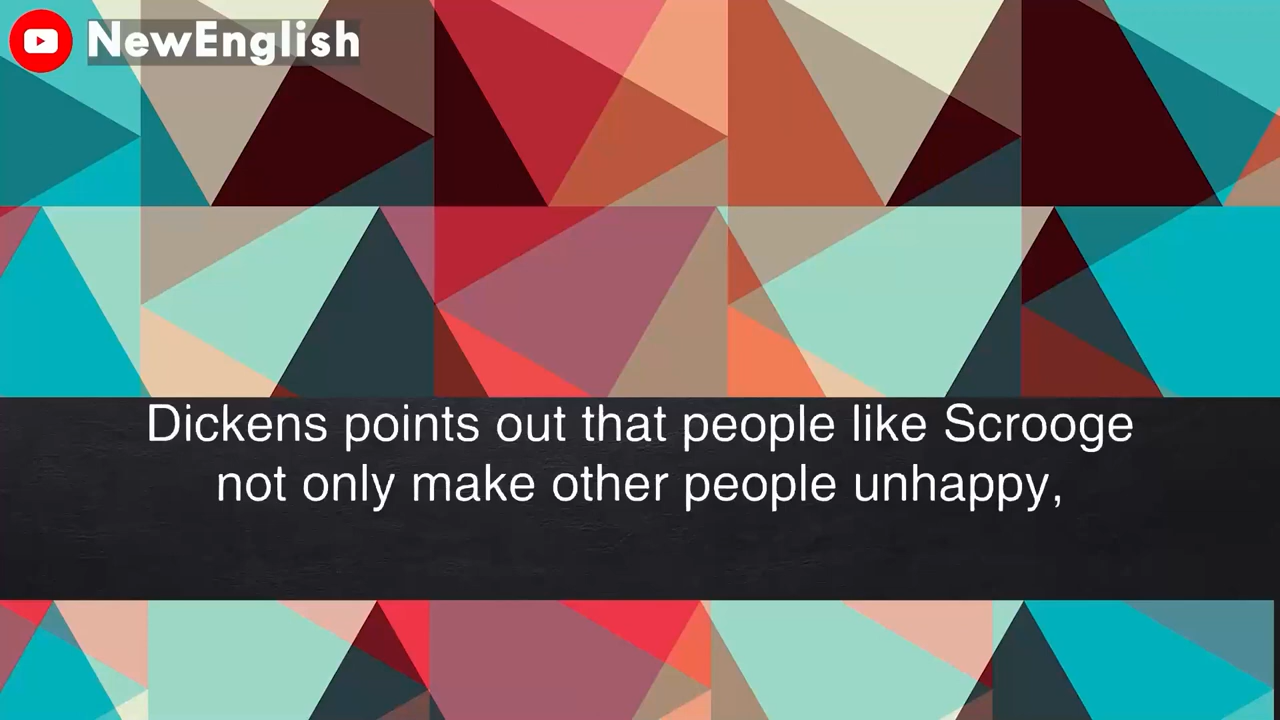 NewEnglish
Dickens points out that people like Scrooge
not only make other people unhappy,